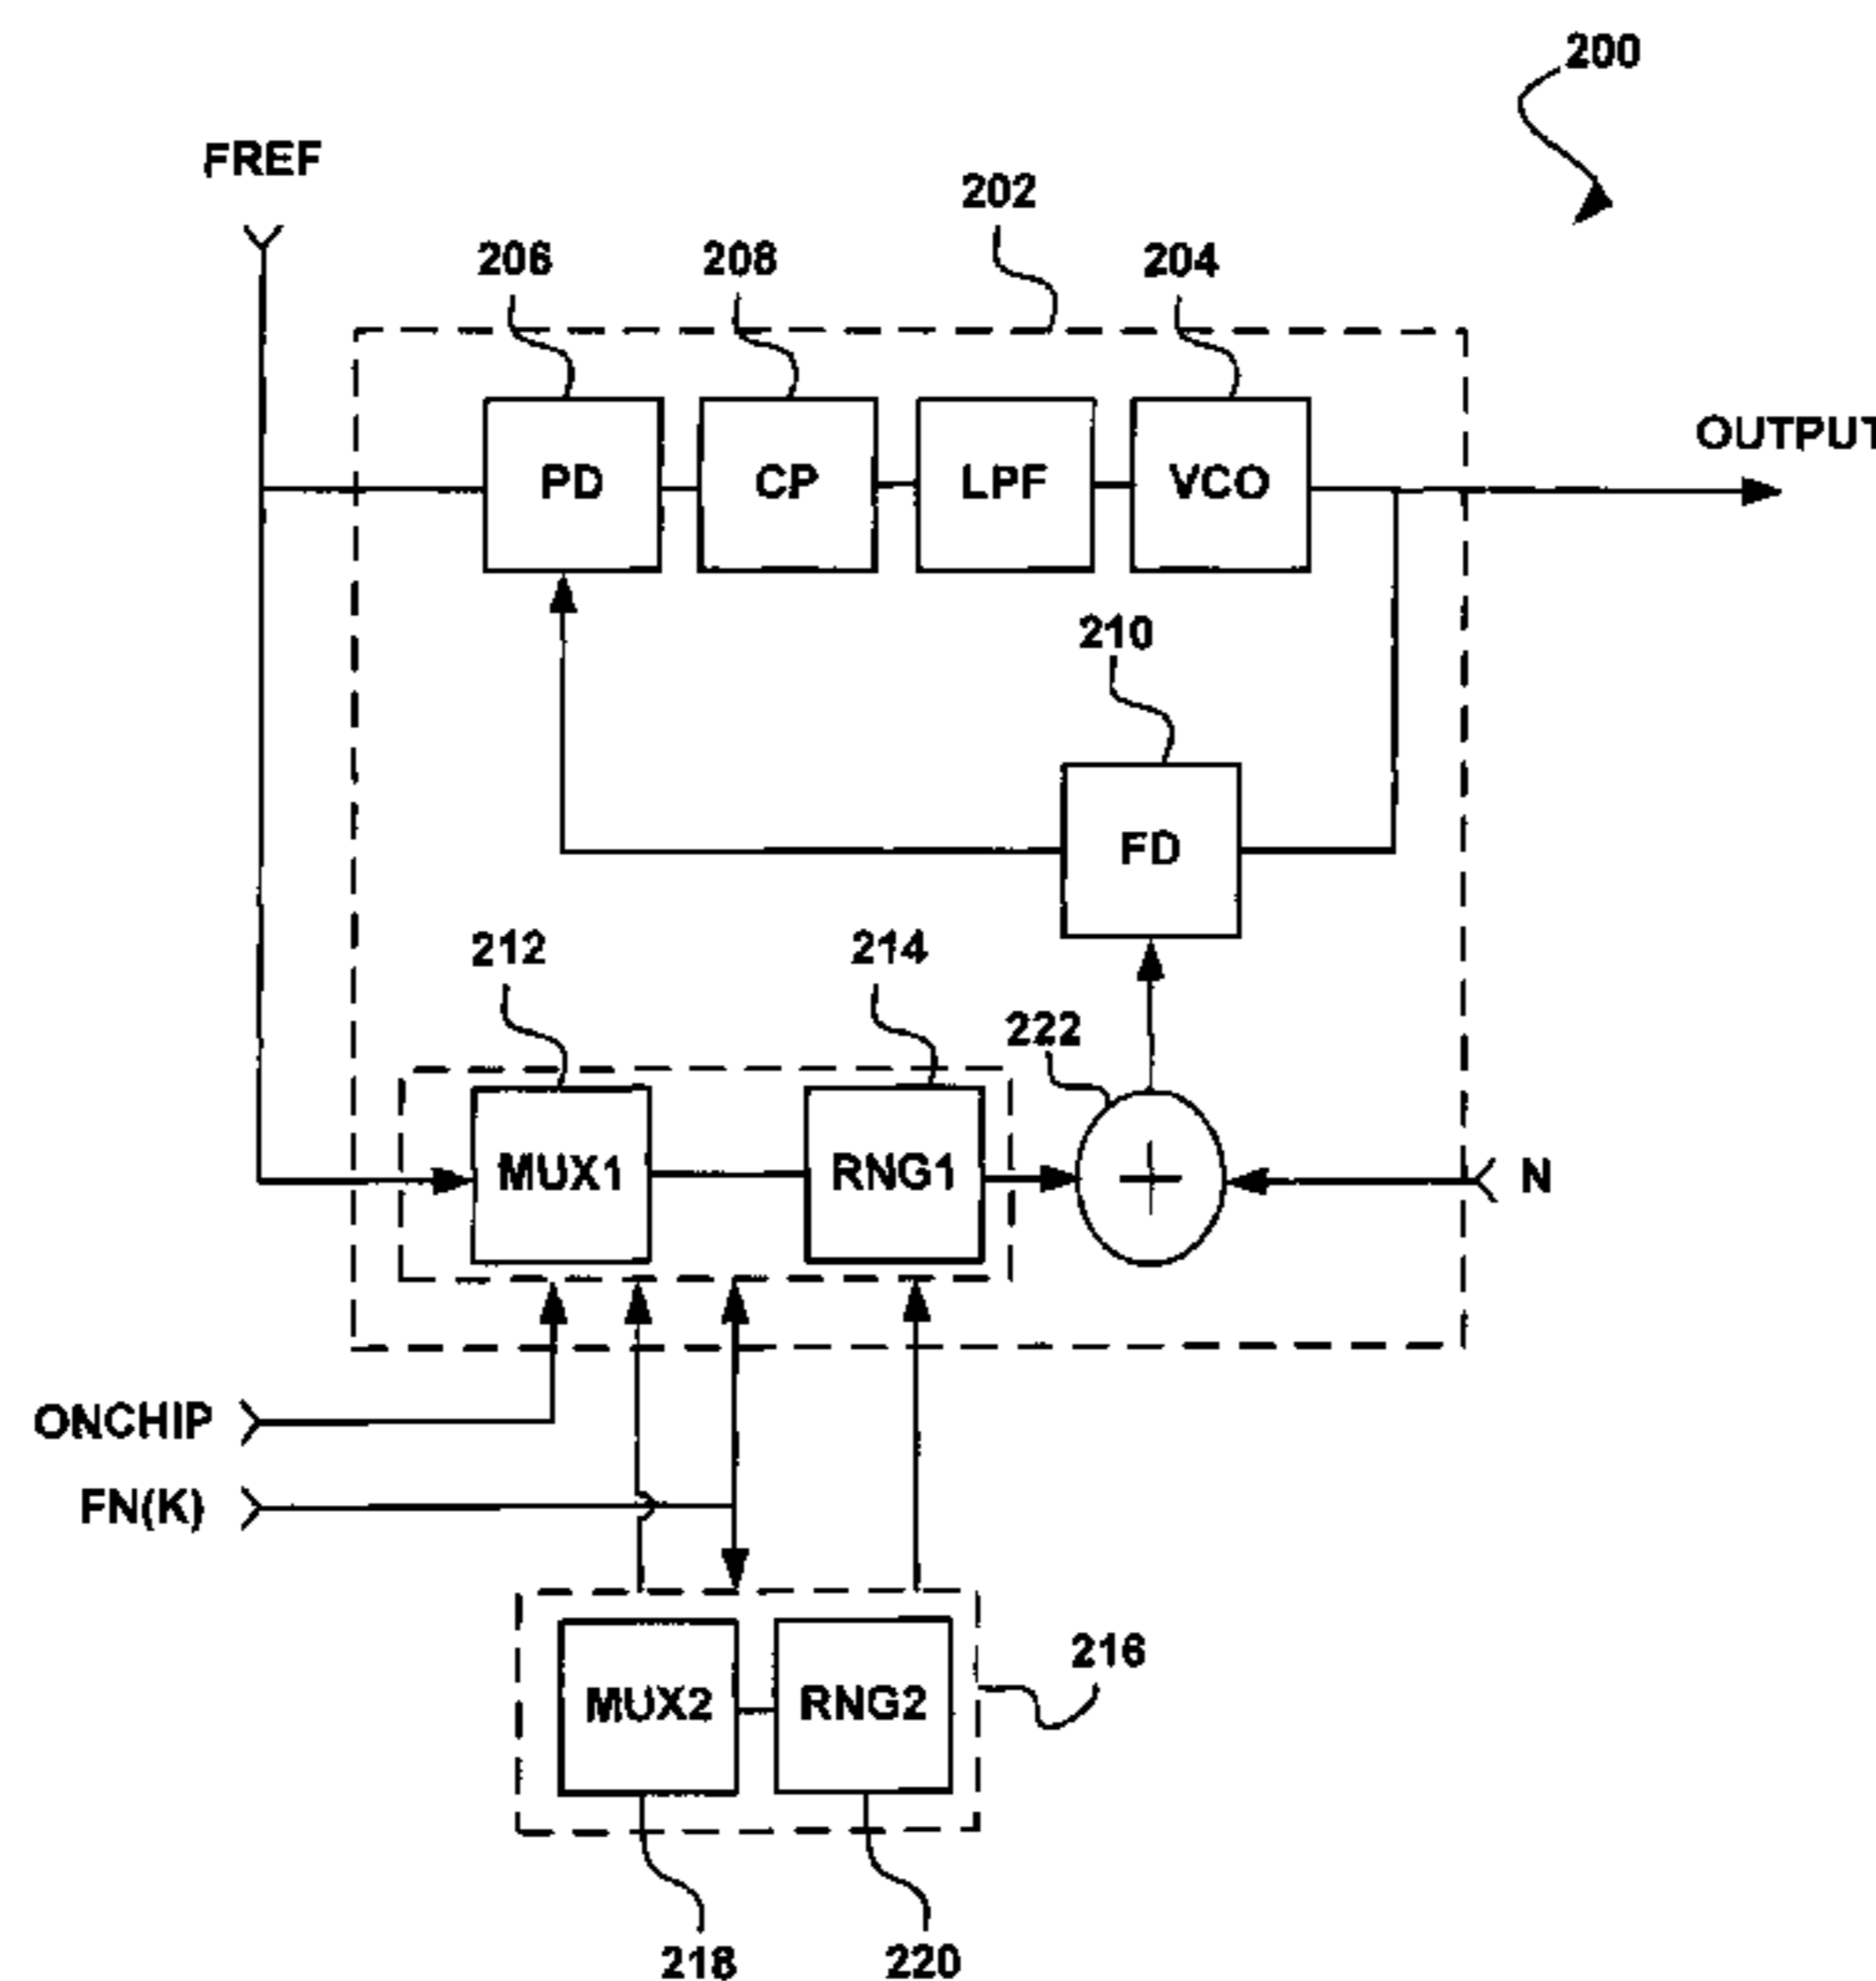 200
FREF
202
206
208
204
OUTPUT
PD
CP
LPF
VCO
210
FD
212
214
222
MUX1
RNG1
+
N
ONCHIP
FN(K)
216
MUX2
RNG2
218
220